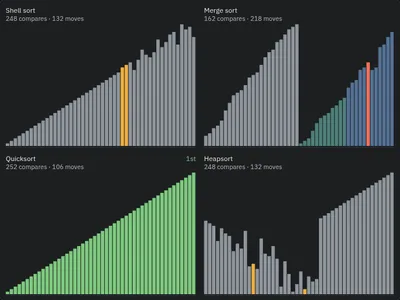 Shell sort
248 compares · 132 moves
Merge sort
162 compares · 218 moves
Quicksort 1st
252 compares · 106 moves
Heapsort
248 compares · 132 moves